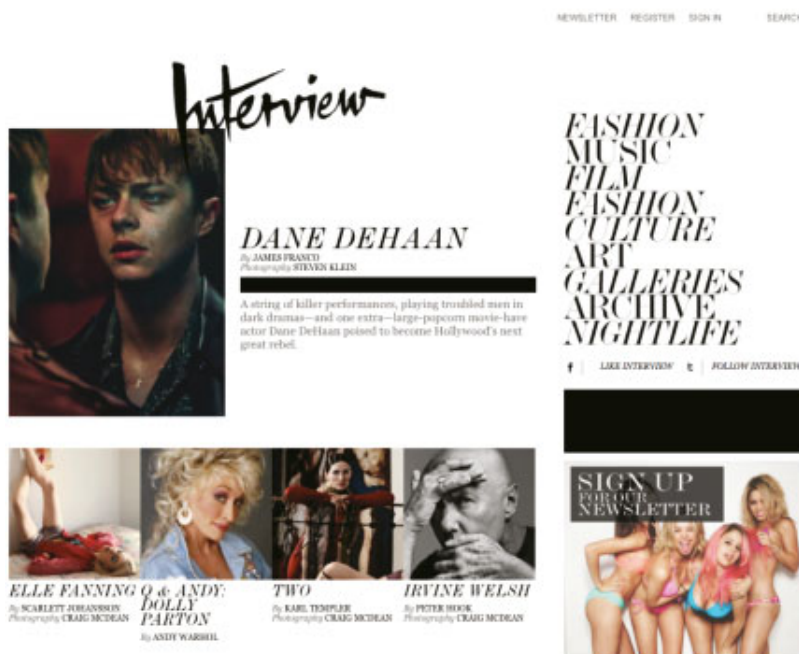 NEWSLETTER REGISTER SIGN IN SEARCH
Interview
DANE DEHAAN
By JAMES FRANCO
Photography STEVEN KLEIN
A string of killer performances, playing troubled men in
dark dramas—and one extra—large-popcorn movie-have
actor Dane DeHaan poised to become Hollywood's next
great rebel.
FASHION
MUSIC
FILM
FASHION
CULTURE
ART
GALLERIES
ARCHIVE
NIGHTLIFE
f LIKE INTERVIEW t FOLLOW INTERVIEW
SIGN UP
FOR OUR
NEWSLETTER
ELLE FANNING
By SCARLETT JOHANSSON
Photography CRAIG MCDEAN
Q & ANDY:
DOLLY
PARTON
By ANDY WARHOL
TWO
By KARL TEMPLER
Photography CRAIG MCDEAN
IRVINE WELSH
By PETER HOOK
Photography CRAIG MCDEAN